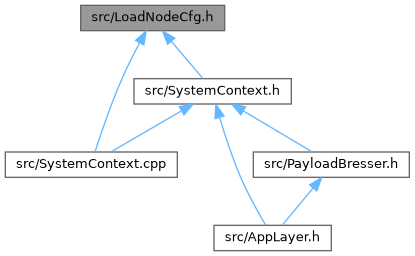 src/LoadNodeCfg.h
src/SystemContext.h
src/SystemContext.cpp
src/PayloadBresser.h
src/AppLayer.h